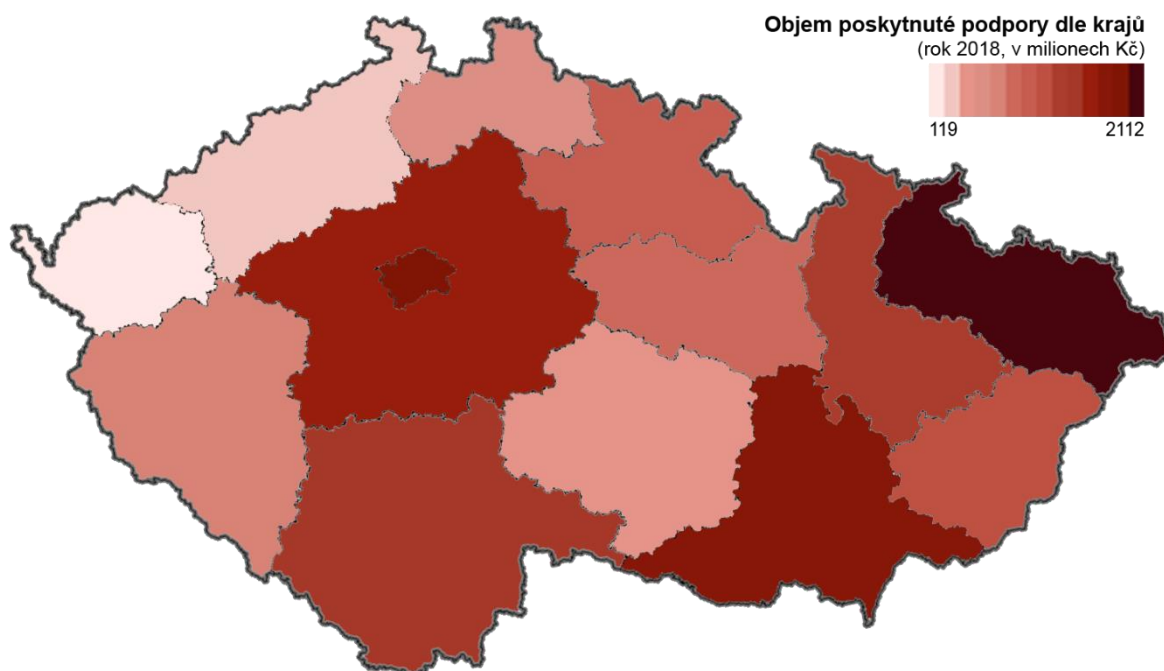 Objem poskytnuté podpory dle krajů
(rok 2018, v milionech Kč)
119 2112